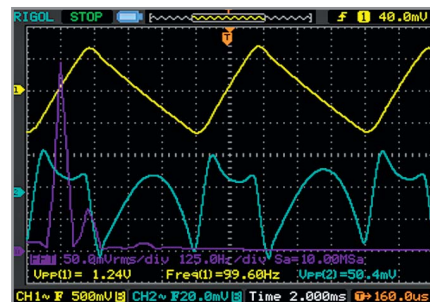 RIGOL STOP 1 40.0mV
T
1
2
FFT 50.0mVrms/div 125.0Hz /div Sa=10.00MSa
Vpp(1)= 1.24V Freq(1)=99.60Hz Vpp(2)=50.4mV
CH1~ F 500mV B CH2~ F20.0mV B Time 2.000ms T→160.0us